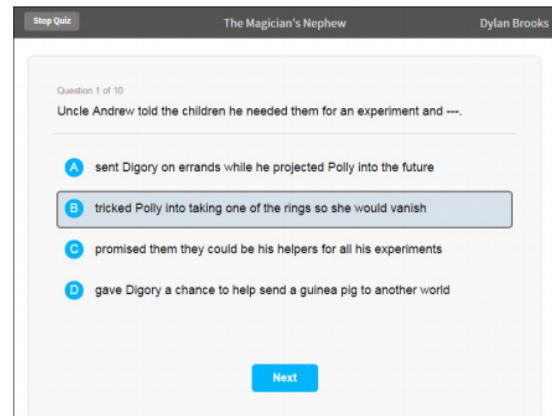 Stop Quiz The Magician's Nephew Dylan Brooks
Question 1 of 10
Uncle Andrew told the children he needed them for an experiment and ---.
A sent Digory on errands while he projected Polly into the future
B tricked Polly into taking one of the rings so she would vanish
C promised them they could be his helpers for all his experiments
D gave Digory a chance to help send a guinea pig to another world
Next